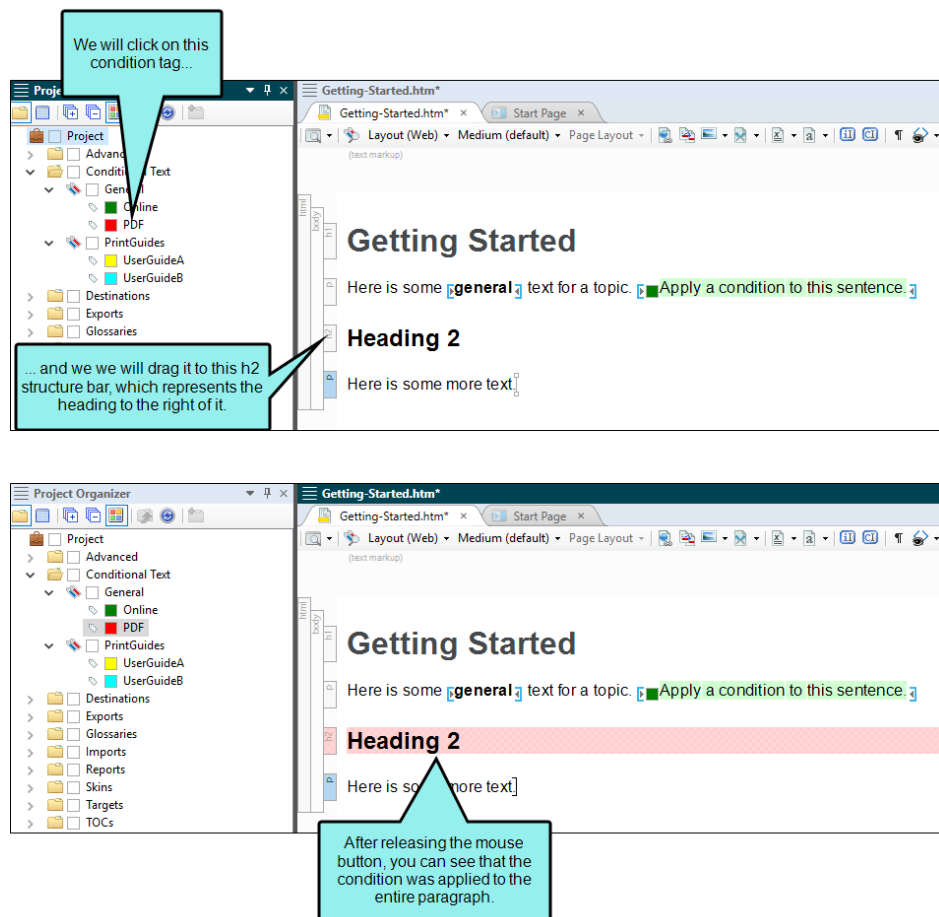 We will click on this
condition tag...
Getting-Started.htm*
Getting-Started.htm* × Start Page ×
Project
Layout (Web) Medium (default) Page Layout
(text markup)
Conditional Text
General
Online
PDF
PrintGuides
UserGuideA
UserGuideB
Destinations
Exports
Glossaries
html
body
h1
Getting Started
p
Here is some general text for a topic. Apply a condition to this sentence.
h2
Heading 2
p
Here is some more text.
... and we we will drag it to this h2
structure bar, which represents the
heading to the right of it.
Project Organizer
Getting-Started.htm*
Getting-Started.htm* × Start Page ×
Project
Layout (Web) Medium (default) Page Layout
(text markup)
Advanced
Conditional Text
General
Online
PDF
PrintGuides
UserGuideA
UserGuideB
Destinations
Exports
Glossaries
Imports
Reports
Skins
Targets
TOCs
html
body
h1
Getting Started
p
Here is some general text for a topic. Apply a condition to this sentence.
h2
Heading 2
p
Here is some more text.
After releasing the mouse
button, you can see that the
condition was applied to the
entire paragraph.